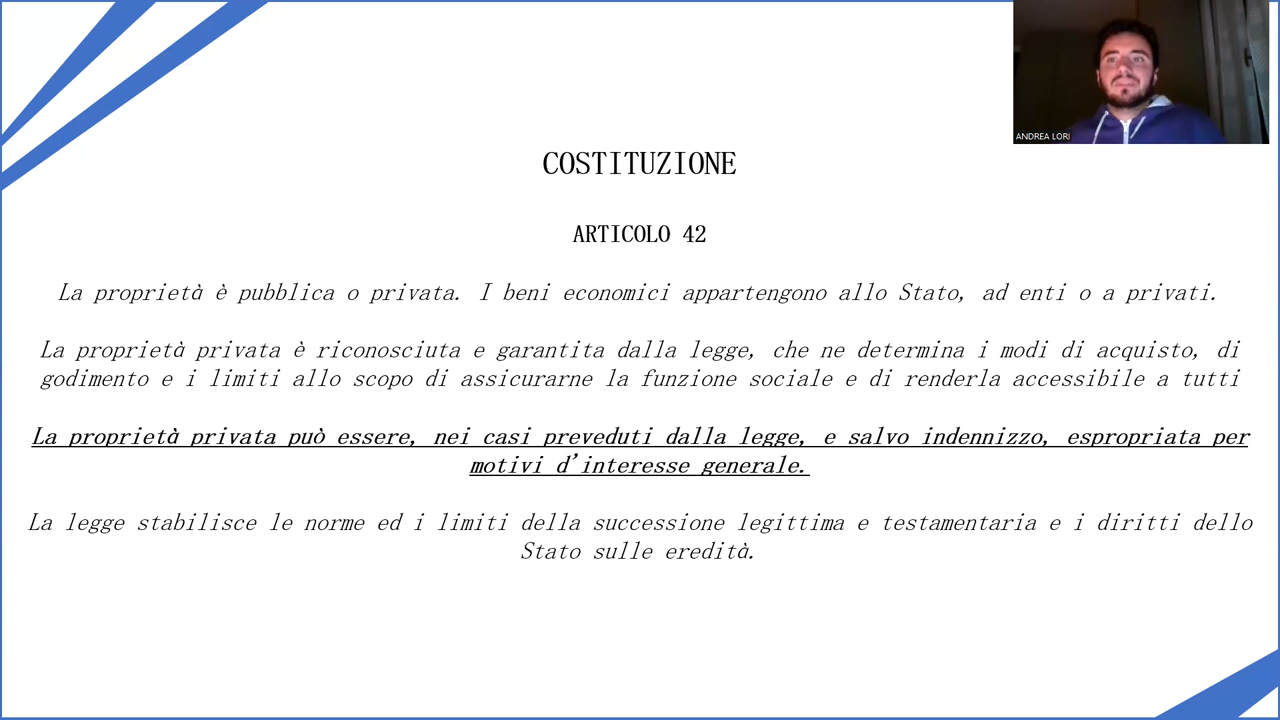 ANDREA LORI
COSTITUZIONE
ARTICOLO 42
La proprietà è pubblica o privata. I beni economici appartengono allo Stato, ad enti o a privati.
La proprietà privata è riconosciuta e garantita dalla legge, che ne determina i modi di acquisto, di
godimento e i limiti allo scopo di assicurarne la funzione sociale e di renderla accessibile a tutti
La proprietà privata può essere, nei casi preveduti dalla legge, e salvo indennizzo, espropriata per
motivi d'interesse generale.
La legge stabilisce le norme ed i limiti della successione legittima e testamentaria e i diritti dello
Stato sulle eredità.